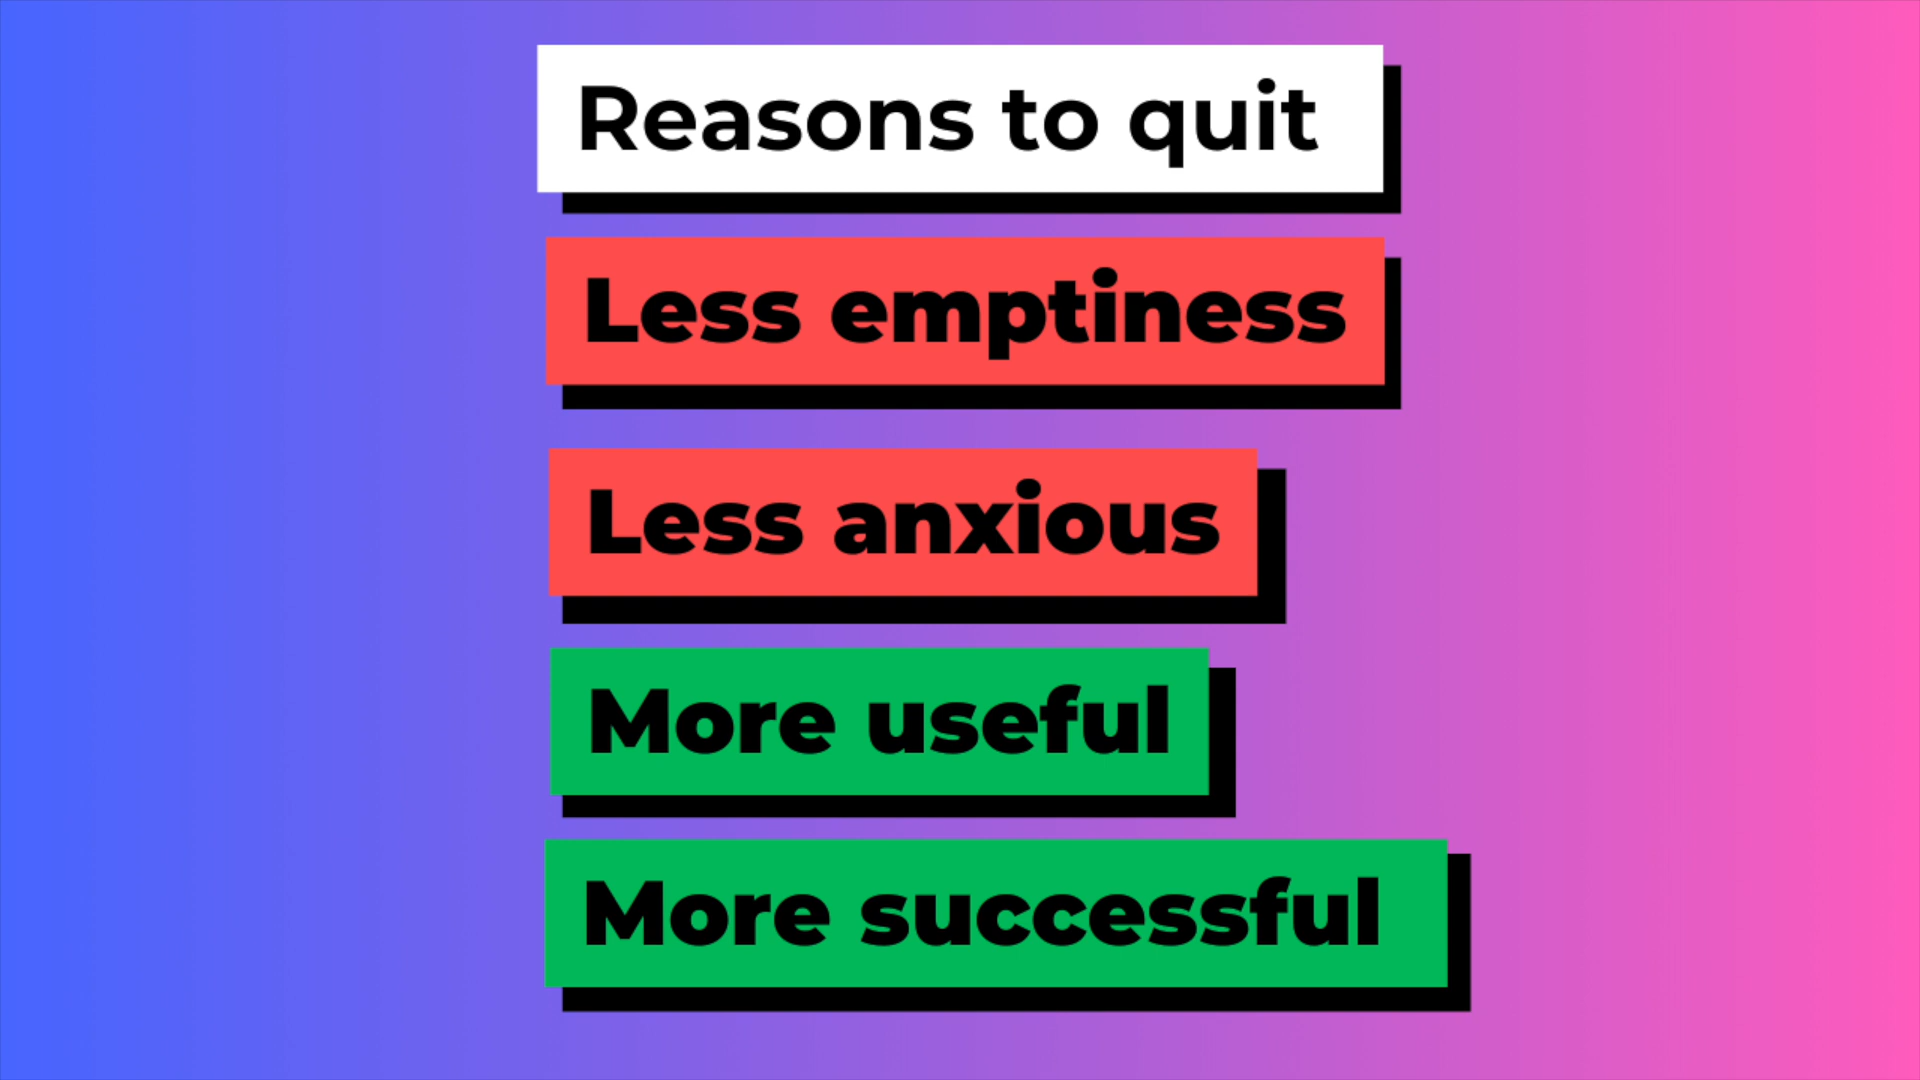 Reasons to quit
Less emptiness
Less anxious
More useful
More successful